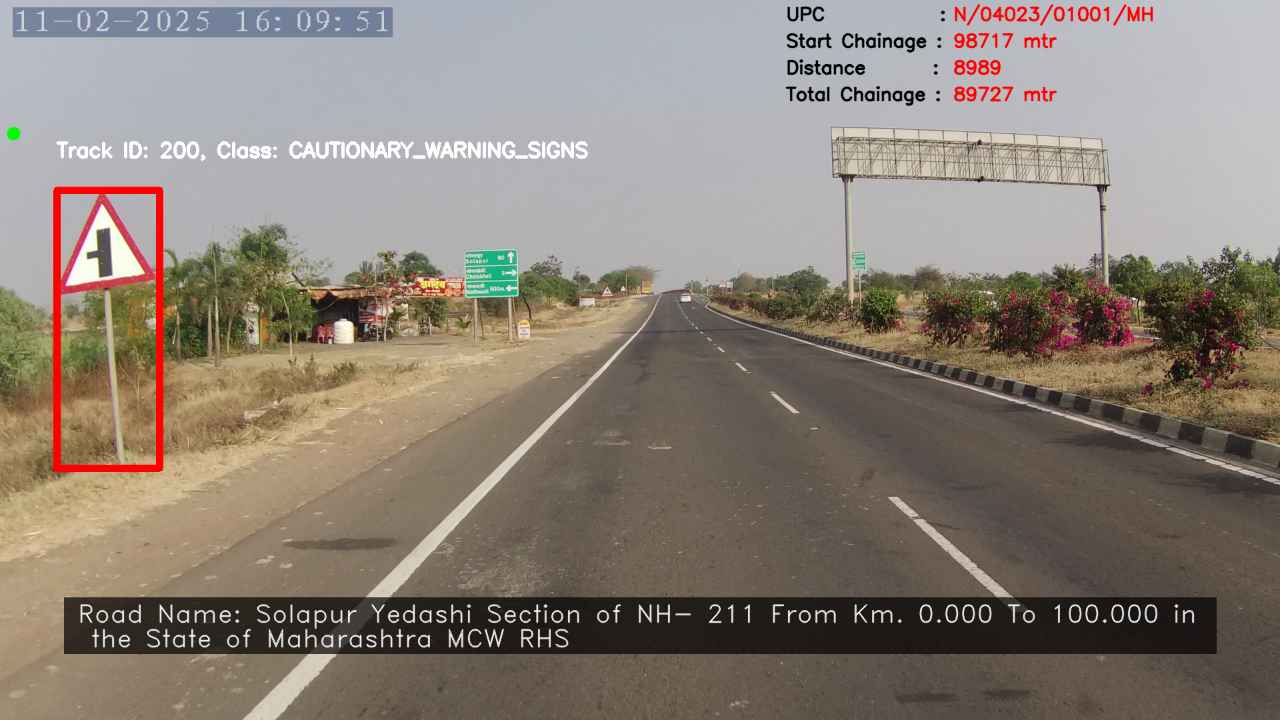 11-02-2025 16:09:51
UPC : N/04023/01001/MH
Start Chainage : 98717 mtr
Distance : 8989
Total Chainage : 89727 mtr
Track ID: 200, Class: CAUTIONARY_WARNING_SIGNS
Solapur
Road Name: Solapur Yedashi Section of NH- 211 From Km. 0.000 To 100.000 in
the State of Maharashtra MCW RHS